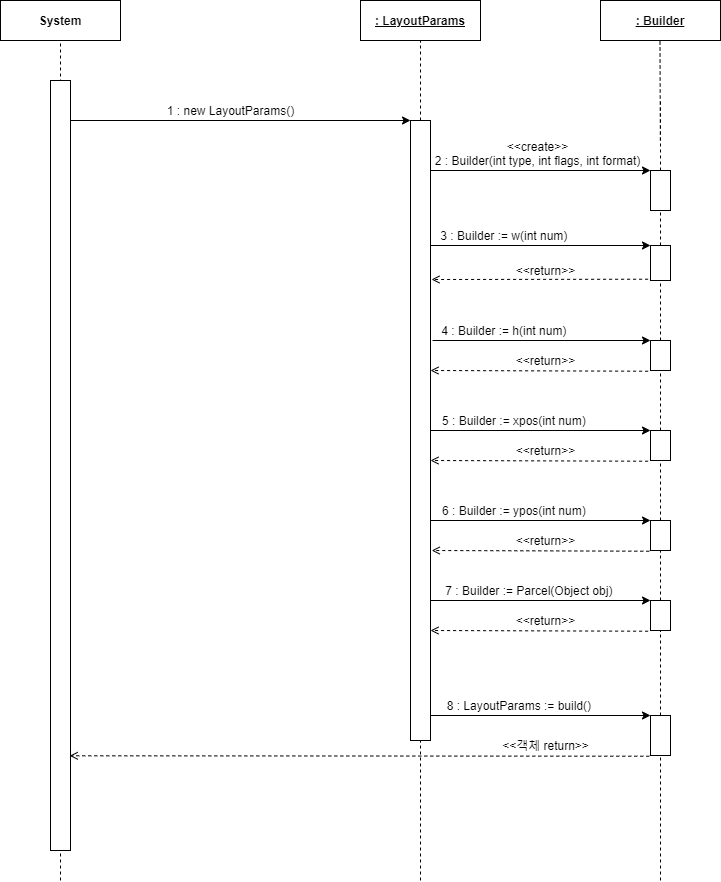 System
: LayoutParams
: Builder
1 : new LayoutParams()
<<create>>
2 : Builder(int type, int flags, int format)
3 : Builder := w(int num)
<<return>>
4 : Builder := h(int num)
<<return>>
5 : Builder := xpos(int num)
<<return>>
6 : Builder := ypos(int num)
<<return>>
7 : Builder := Parcel(Object obj)
<<return>>
8 : LayoutParams := build()
<<객체 return>>